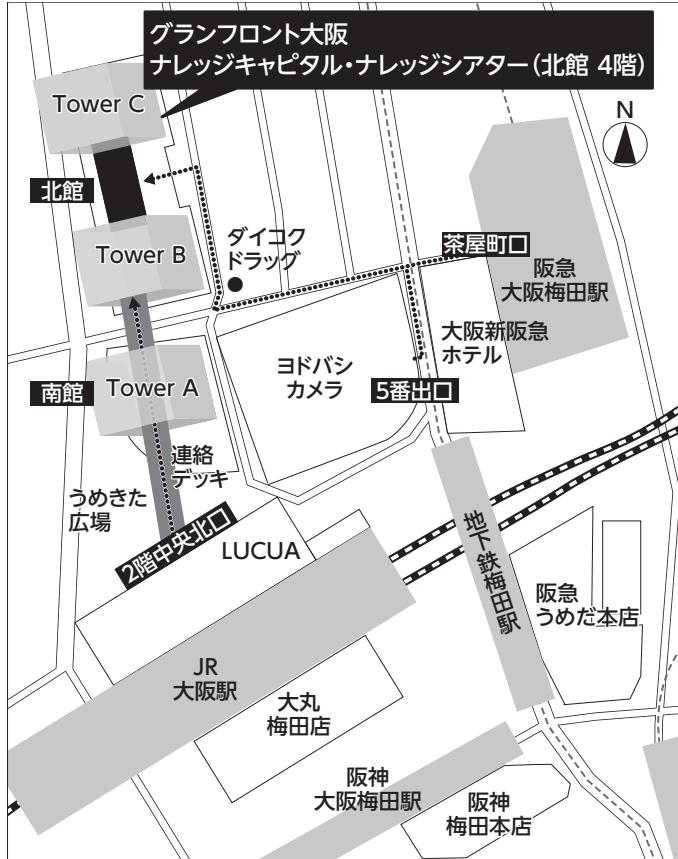 グランフロント大阪
ナレッジキャピタル・ナレッジシアター(北館 4階)
Tower C
N
北館
Tower B
ダイコク
ドラッグ
茶屋町口
阪急
大阪梅田駅
大阪新阪急
ホテル
ヨドバシ
カメラ
5番出口
南館
Tower A
連絡
デッキ
うめきた
広場
2階中央北口
LUCUA
地下鉄梅田駅
阪急
うめだ本店
JR
大阪駅
大丸
梅田店
阪神
大阪梅田駅
阪神
梅田本店